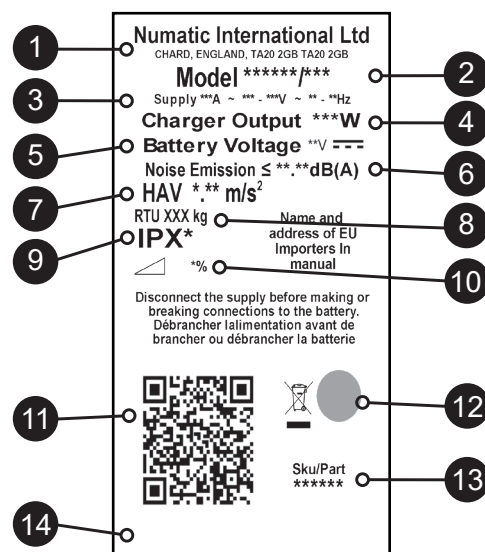 Numatic International Ltd
1
CHARD, ENGLAND, TA20 2GB TA20 2GB
Model ******/***
2
3
Supply ***A ~ *** - ***V ~ ** - **Hz
Charger Output ***W
4
5
Battery Voltage **V
Noise Emission ≤ **.**dB(A)
6
7
HAV *.** m/s²
RTU XXX kg
8
Name and
address of EU
Importers In
manual
9
IPX*
*%
10
Disconnect the supply before making or
breaking connections to the battery.
Débrancher lalimentation avant de
brancher ou débrancher la batterie
11
12
Sku/Part
******
13
14